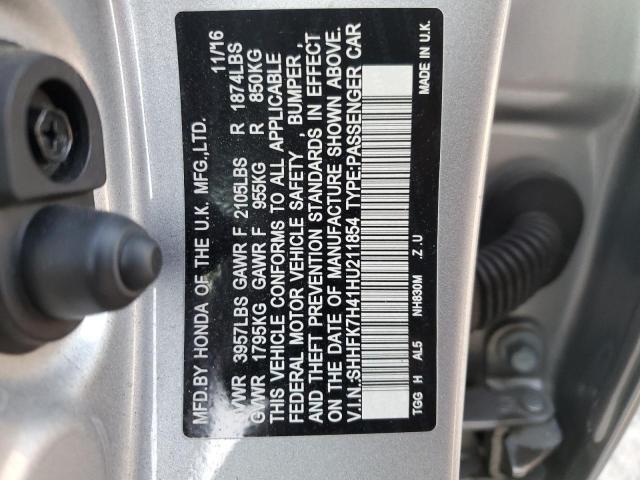 MFD.BY HONDA OF THE U.K. MFG.,LTD. 11/16
GVWR 3957LBS GAWR F 2105LBS R 1874LBS
GVWR 1795KG GAWR F 955KG R 850KG
THIS VEHICLE CONFORMS TO ALL APPLICABLE
FEDERAL MOTOR VEHICLE SAFETY , BUMPER ,
AND THEFT PREVENTION STANDARDS IN EFFECT
ON THE DATE OF MANUFACTURE SHOWN ABOVE.
V.I.N.:SHHFK7H41HU211854 TYPE:PASSENGER CAR
TGG H AL5 NH830M .Z .U MADE IN U.K.